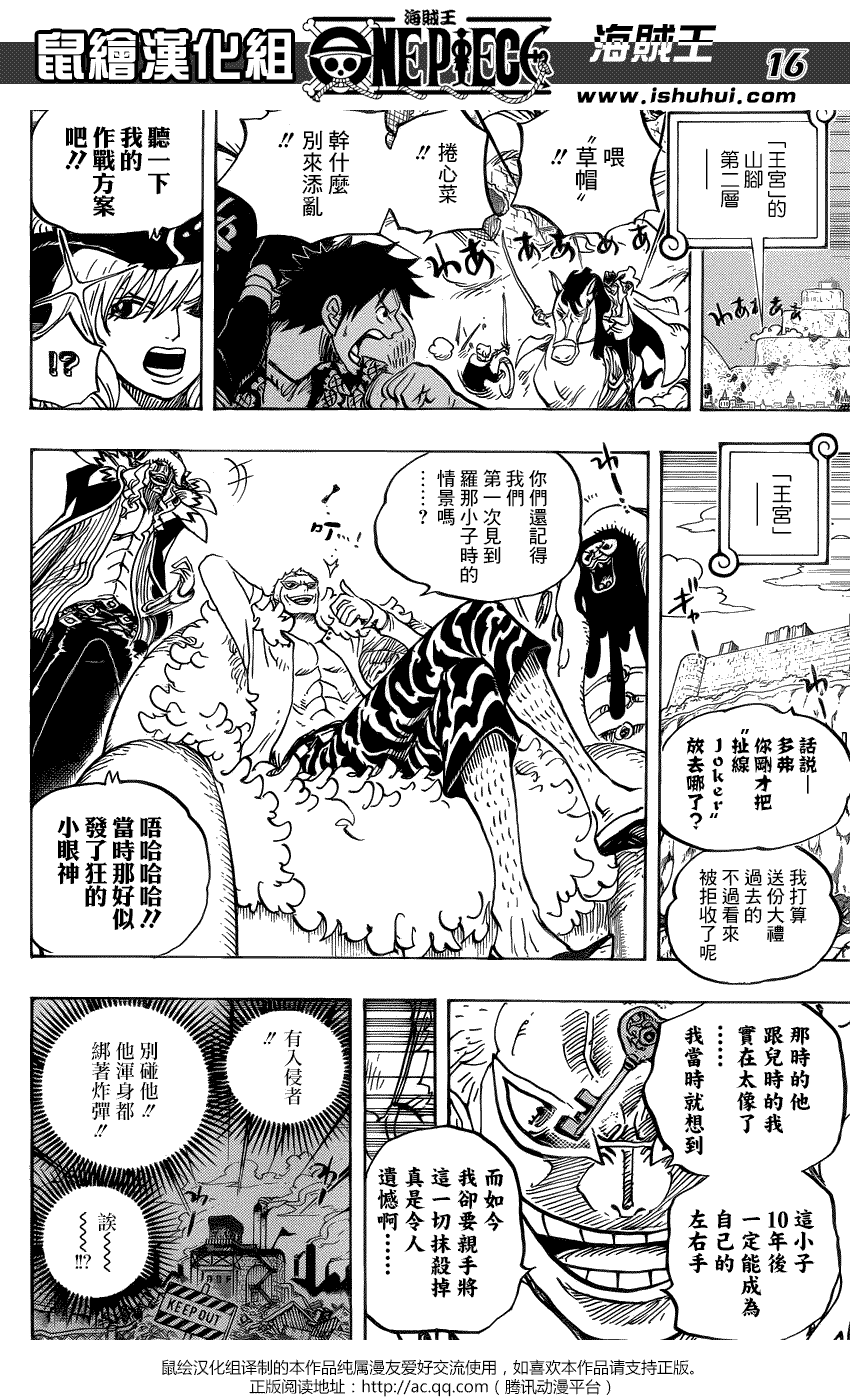 鼠繪漢化組
海賊王
ONE PIECE
海賊王
www.ishuhui.com
16
「王宮」的
山腳
第二層
——
わあああ
喂
〝草帽〞
捲心菜
!!
幹什麼
別來添亂
!!
わあ
ああ
聽一下
我的
作戰方案
吧!!
!?
「王宮」
——
ギャー
話說—
多弗
你剛才把
〝扯線
Joker〞
放去哪了?
我打算
送份大禮
過去的
不過看來
被拒收了呢
你們還記得
我們
第一次見到
羅那小子時的
情景嗎
……?
唔哈哈哈!!
當時那好似
發了狂的
小眼神
那時的他
跟兒時的我
實在太像了
……
我當時就想到
這小子
10年後
一定能成為
自己的
左右手
而如今
我卻要親手將
這一切抹殺掉
真是令人
遺憾啊……
有入侵者
!!
別碰他!!
他渾身都
綁著炸彈!!
誒
!!?
KEEP OUT
鼠绘汉化组译制的本作品纯属漫友爱好交流使用，如喜欢本作品请支持正版。
正版阅读地址：http://ac.qq.com（腾讯动漫平台）